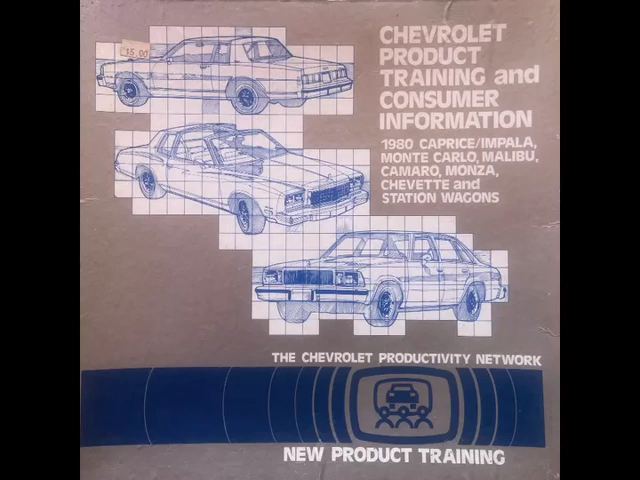 $5.00
CHEVROLET
PRODUCT
TRAINING and
CONSUMER
INFORMATION
1980 CAPRICE/IMPALA,
MONTE CARLO, MALIBU,
CAMARO, MONZA,
CHEVETTE and
STATION WAGONS
THE CHEVROLET PRODUCTIVITY NETWORK
NEW PRODUCT TRAINING